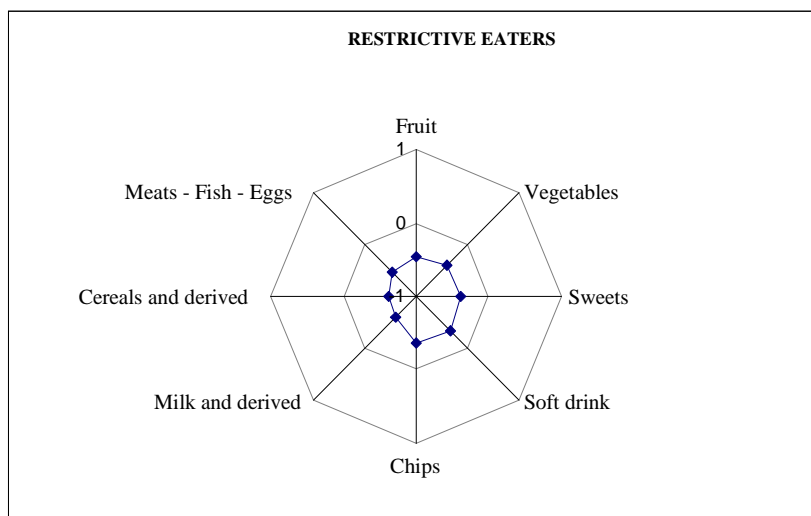 RESTRICTIVE EATERS
Fruit
1
Meats - Fish - Eggs
Vegetables
0
Cereals and derived
-1
Sweets
Milk and derived
Soft drink
Chips